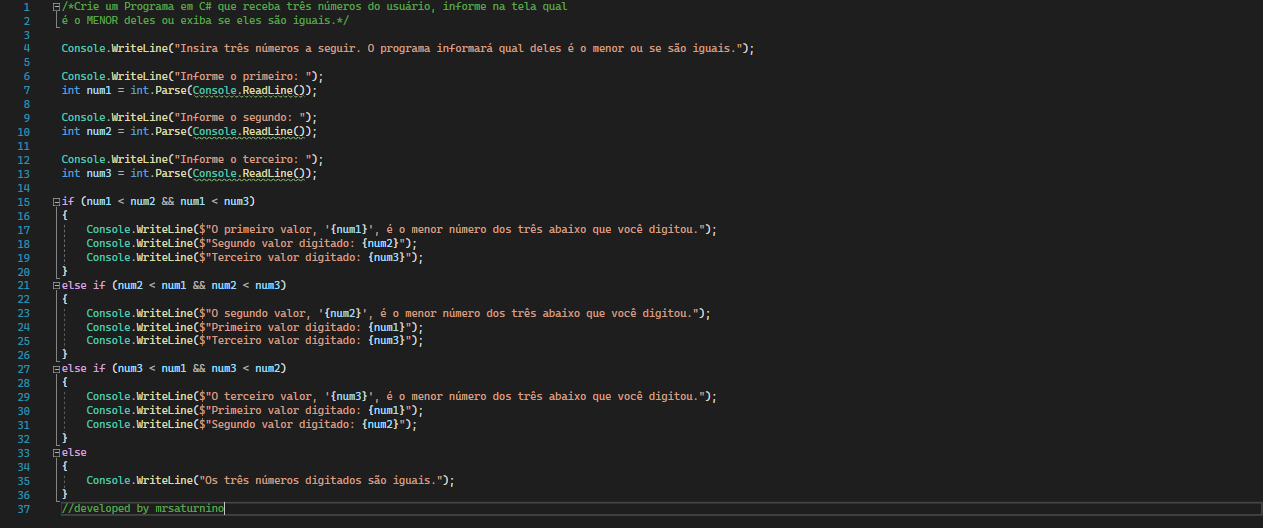 1 /*Crie um Programa em C# que receba três números do usuário, informe na tela qual
2 é o MENOR deles ou exiba se eles são iguais.*/
3
4 Console.WriteLine("Insira três números a seguir. O programa informará qual deles é o menor ou se são iguais.");
5
6 Console.WriteLine("Informe o primeiro: ");
7 int num1 = int.Parse(Console.ReadLine());
8
9 Console.WriteLine("Informe o segundo: ");
10 int num2 = int.Parse(Console.ReadLine());
11
12 Console.WriteLine("Informe o terceiro: ");
13 int num3 = int.Parse(Console.ReadLine());
14
15 if (num1 < num2 && num1 < num3)
16 {
17     Console.WriteLine($"O primeiro valor, '{num1}', é o menor número dos três abaixo que você digitou.");
18     Console.WriteLine($"Segundo valor digitado: {num2}");
19     Console.WriteLine($"Terceiro valor digitado: {num3}");
20 }
21 else if (num2 < num1 && num2 < num3)
22 {
23     Console.WriteLine($"O segundo valor, '{num2}', é o menor número dos três abaixo que você digitou.");
24     Console.WriteLine($"Primeiro valor digitado: {num1}");
25     Console.WriteLine($"Terceiro valor digitado: {num3}");
26 }
27 else if (num3 < num1 && num3 < num2)
28 {
29     Console.WriteLine($"O terceiro valor, '{num3}', é o menor número dos três abaixo que você digitou.");
30     Console.WriteLine($"Primeiro valor digitado: {num1}");
31     Console.WriteLine($"Segundo valor digitado: {num2}");
32 }
33 else
34 {
35     Console.WriteLine("Os três números digitados são iguais.");
36 }
37 //developed by mrsaturnino